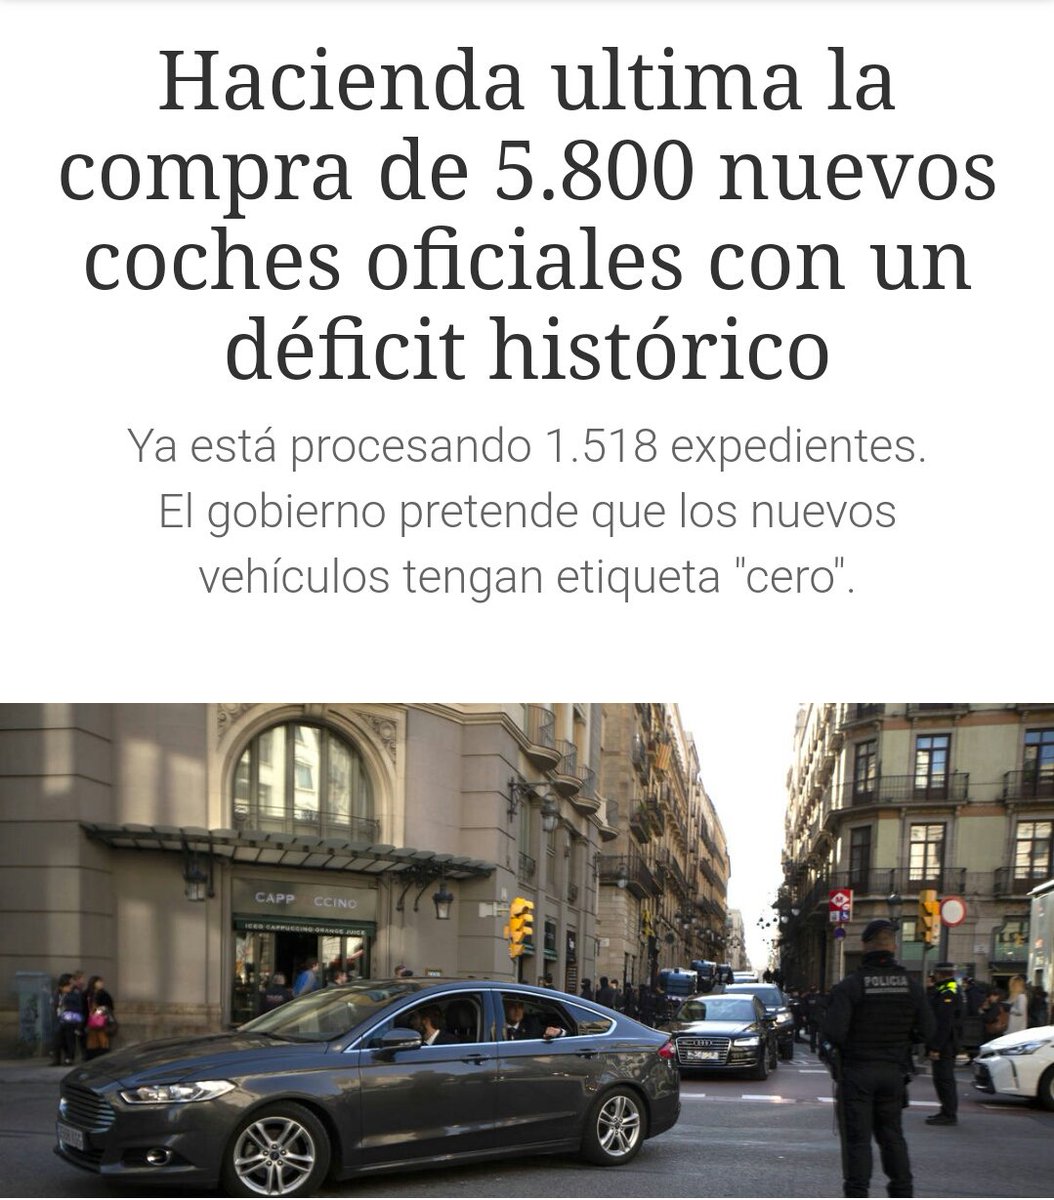 Hacienda ultima la
compra de 5.800 nuevos
coches oficiales con un
déficit histórico
Ya está procesando 1.518 expedientes.
El gobierno pretende que los nuevos
vehículos tengan etiqueta "cero".
CAPP CCINO
ICED CAPPUCCINO ORANGE JUICE
POLICIA